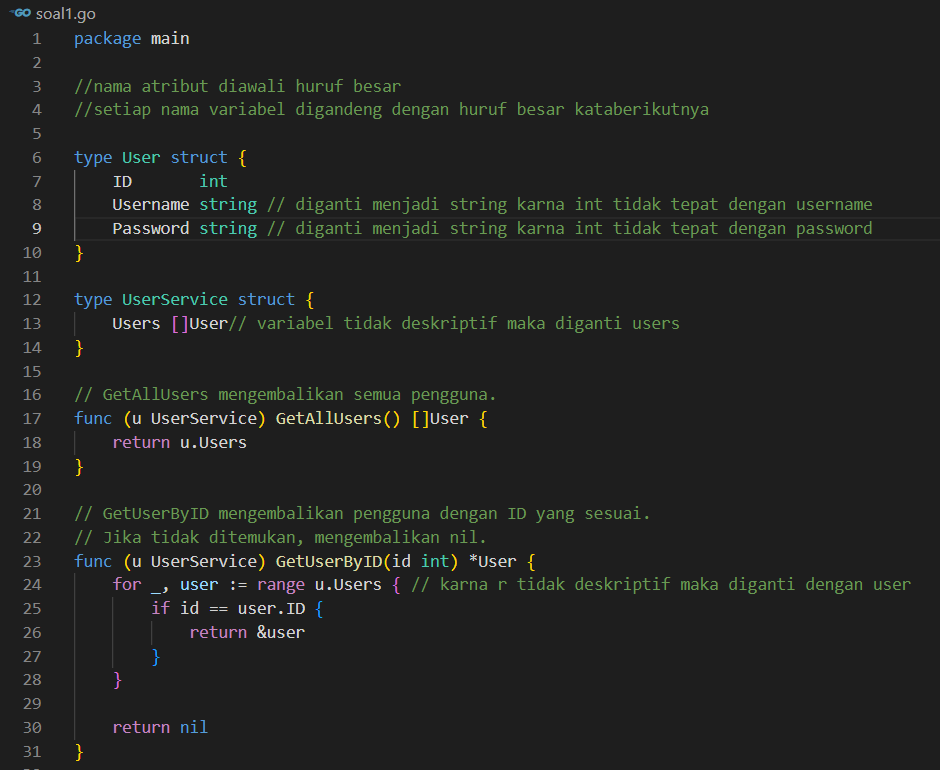 GO soal1.go
1 package main
2
3 //nama atribut diawali huruf besar
4 //setiap nama variabel digandeng dengan huruf besar kataberikutnya
5
6 type User struct {
7 ID int
8 Username string // diganti menjadi string karna int tidak tepat dengan username
9 Password string // diganti menjadi string karna int tidak tepat dengan password
10 }
11
12 type UserService struct {
13 Users []User// variabel tidak deskriptif maka diganti users
14 }
15
16 // GetAllUsers mengembalikan semua pengguna.
17 func (u UserService) GetAllUsers() []User {
18 return u.Users
19 }
20
21 // GetUserByID mengembalikan pengguna dengan ID yang sesuai.
22 // Jika tidak ditemukan, mengembalikan nil.
23 func (u UserService) GetUserByID(id int) *User {
24 for _, user := range u.Users { // karna r tidak deskriptif maka diganti dengan user
25 if id == user.ID {
26 return &user
27 }
28 }
29
30 return nil
31 }